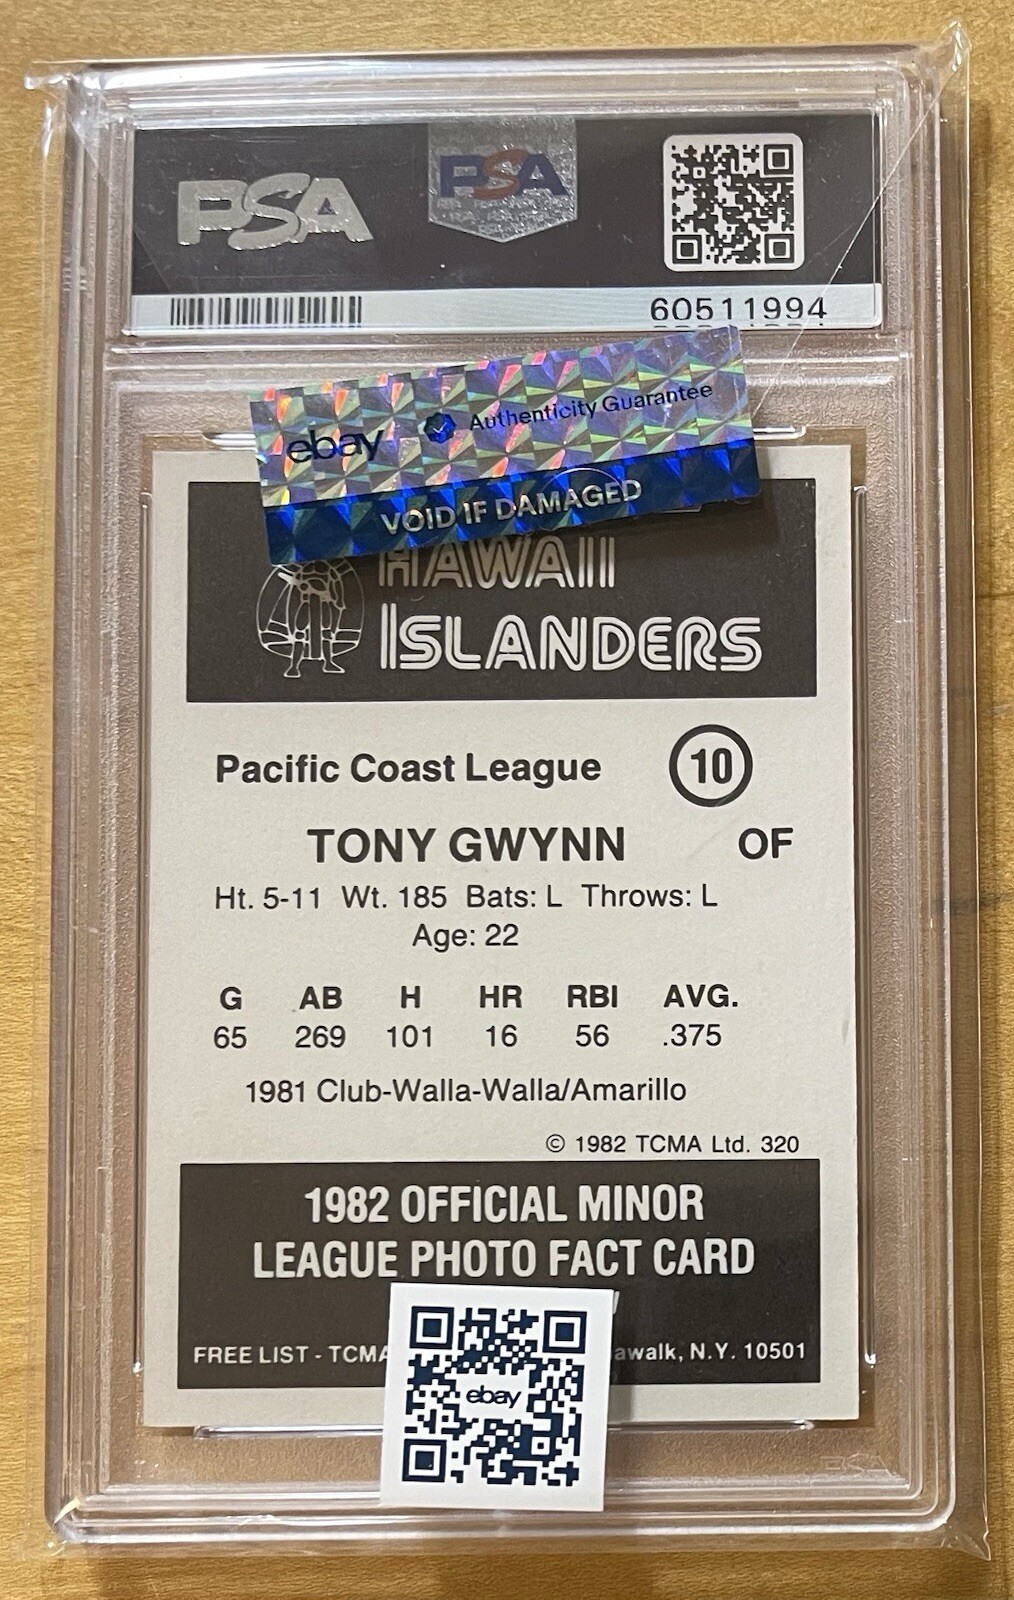 PSA
PSA
60511994
ebay Authenticity Guarantee
VOID IF DAMAGED
HAWAII
ISLANDERS
Pacific Coast League 10
TONY GWYNN OF
Ht. 5-11 Wt. 185 Bats: L Throws: L
Age: 22
G AB H HR RBI AVG.
65 269 101 16 56 .375
1981 Club-Walla-Walla/Amarillo
© 1982 TCMA Ltd. 320
1982 OFFICIAL MINOR
LEAGUE PHOTO FACT CARD
FREE LIST - TCMA awalk, N.Y. 10501
ebay
PSA